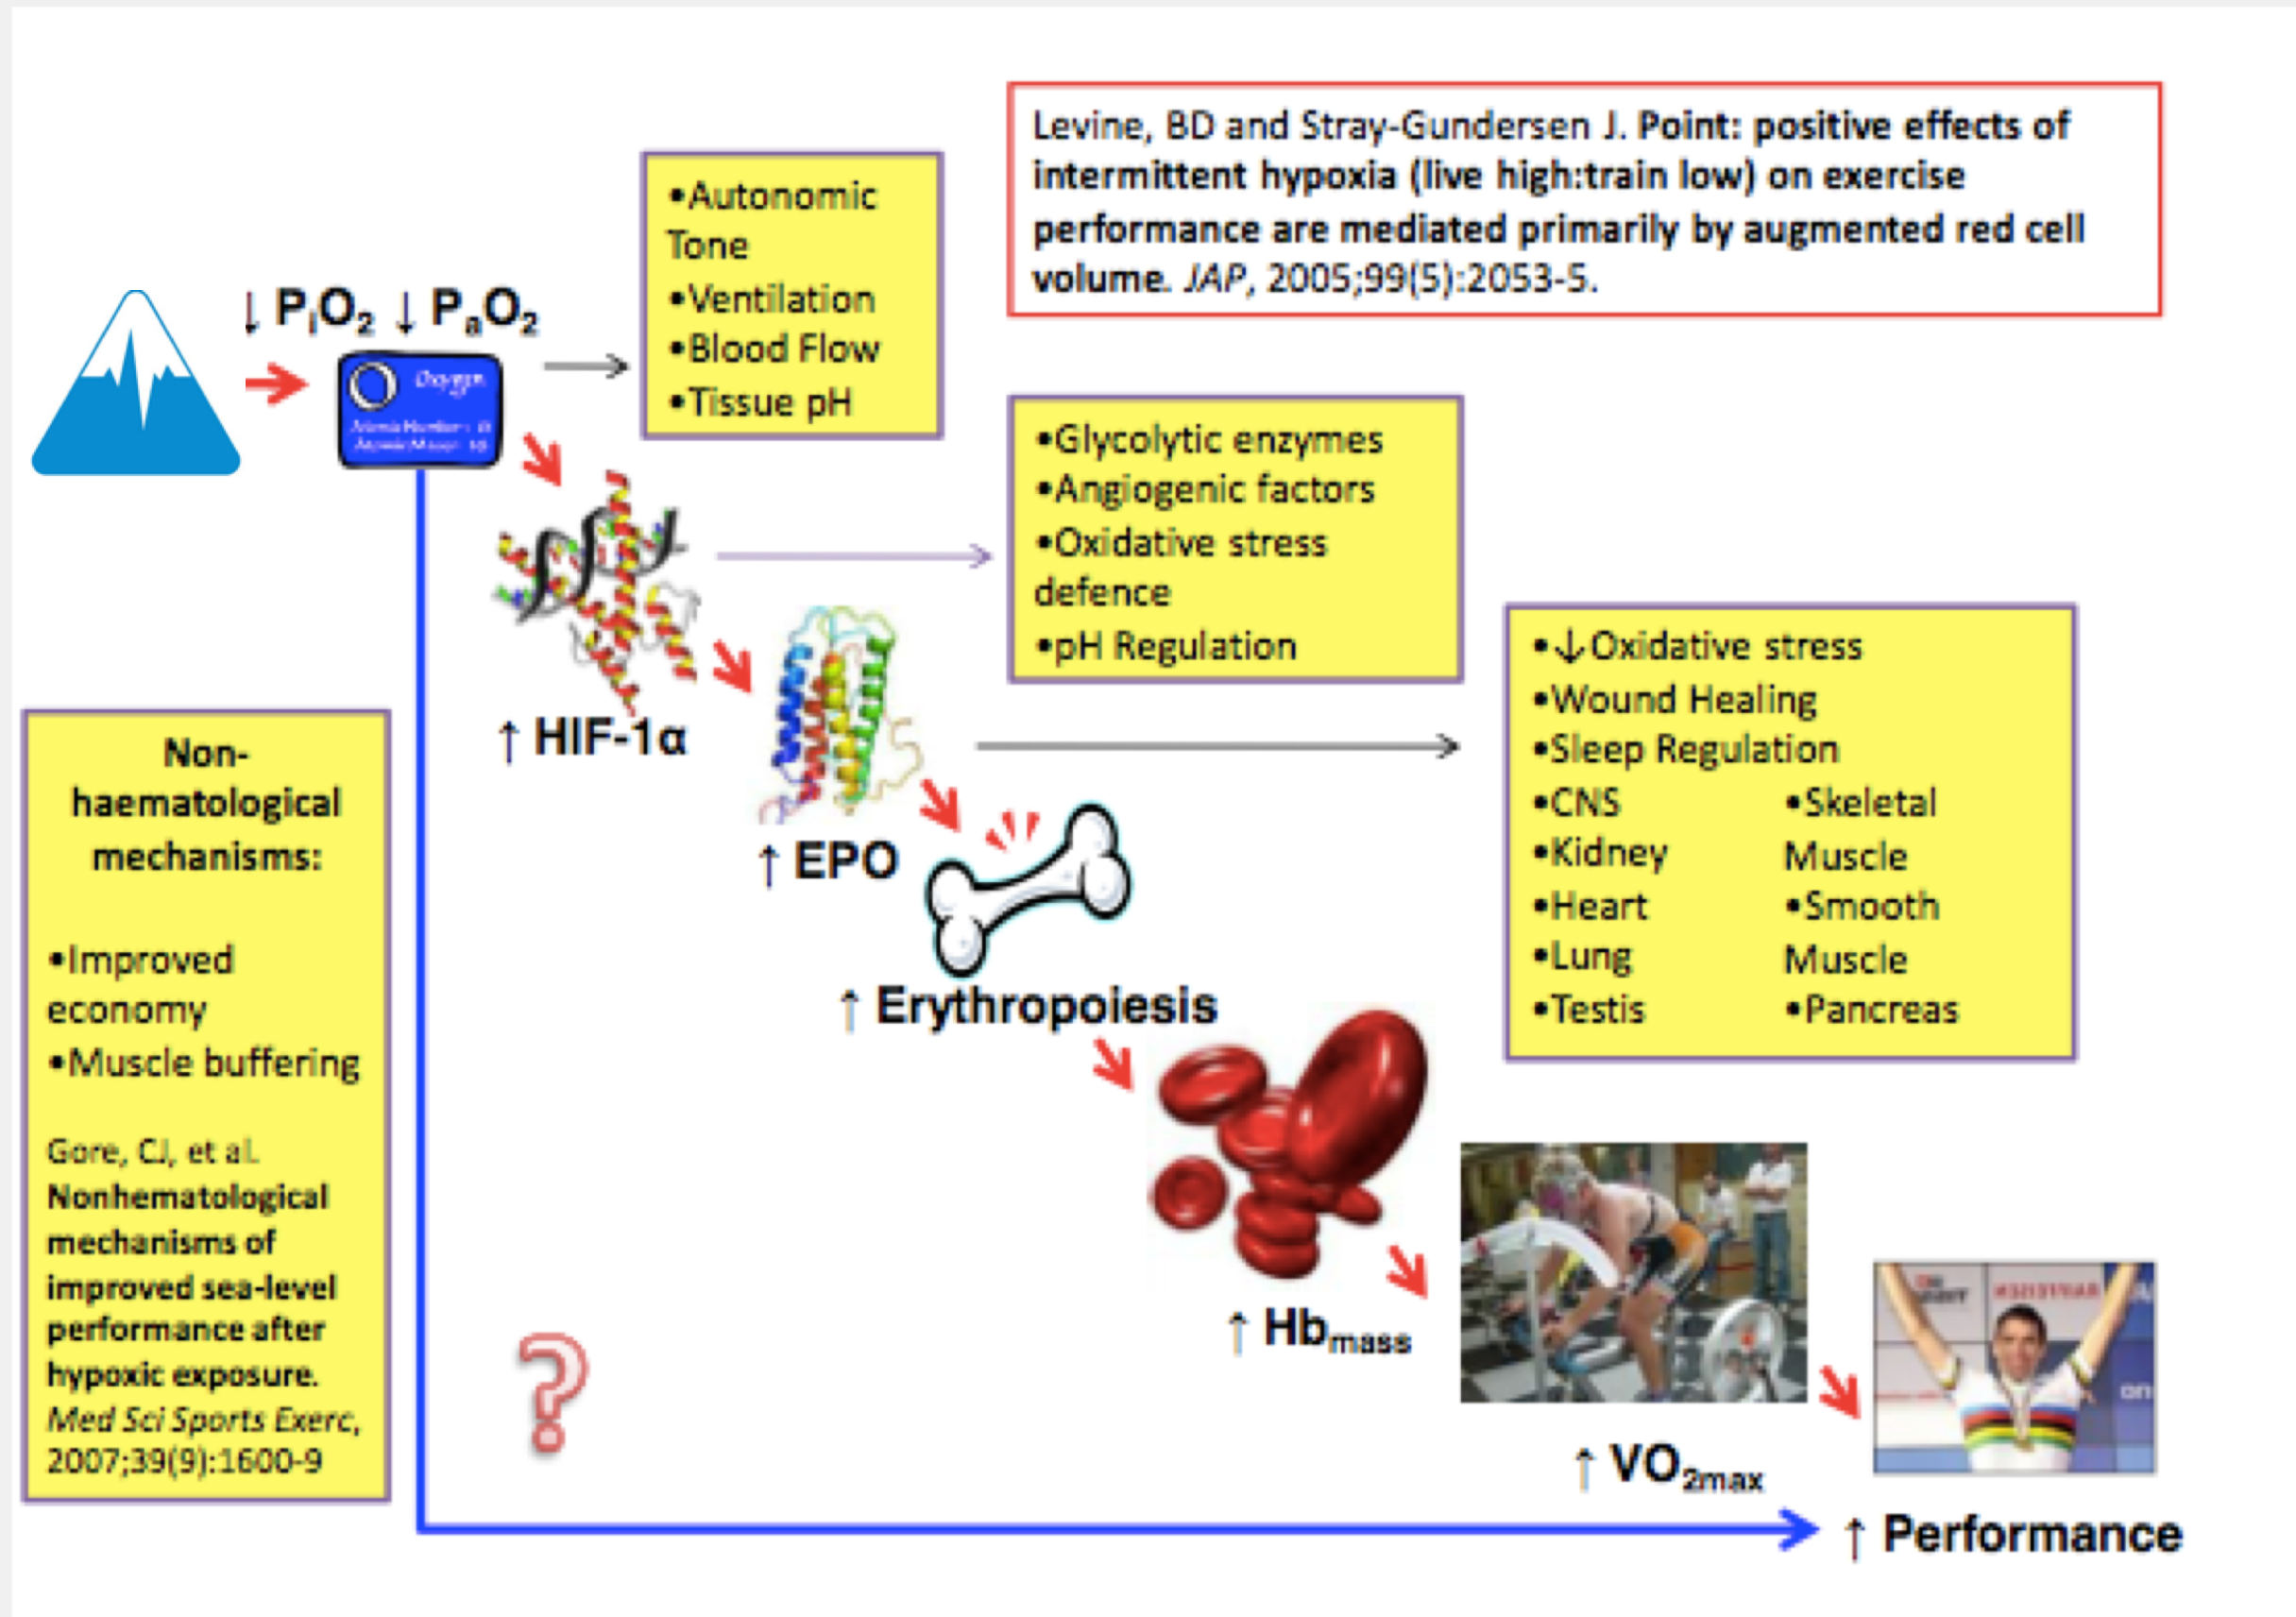 Levine, BD and Stray-Gundersen J. Point: positive effects of
intermittent hypoxia (live high:train low) on exercise
performance are mediated primarily by augmented red cell
volume. JAP, 2005;99(5):2053-5.
↓ PiO2 ↓ PaO2
Oxygen
•Autonomic
Tone
•Ventilation
•Blood Flow
•Tissue pH
•Glycolytic enzymes
•Angiogenic factors
•Oxidative stress
defence
•pH Regulation
↑ HIF-1α
•↓Oxidative stress
•Wound Healing
•Sleep Regulation
•CNS
•Kidney
•Heart
•Lung
•Testis
•Skeletal
Muscle
•Smooth
Muscle
•Pancreas
↑ EPO
↑ Erythropoiesis
↑ Hbmass
↑ VO2max
↑ Performance
?
Non-
haematological
mechanisms:
•Improved
economy
•Muscle buffering
Gore, CJ, et al.
Nonhematological
mechanisms of
improved sea-level
performance after
hypoxic exposure.
Med Sci Sports Exerc,
2007;39(9):1600-9